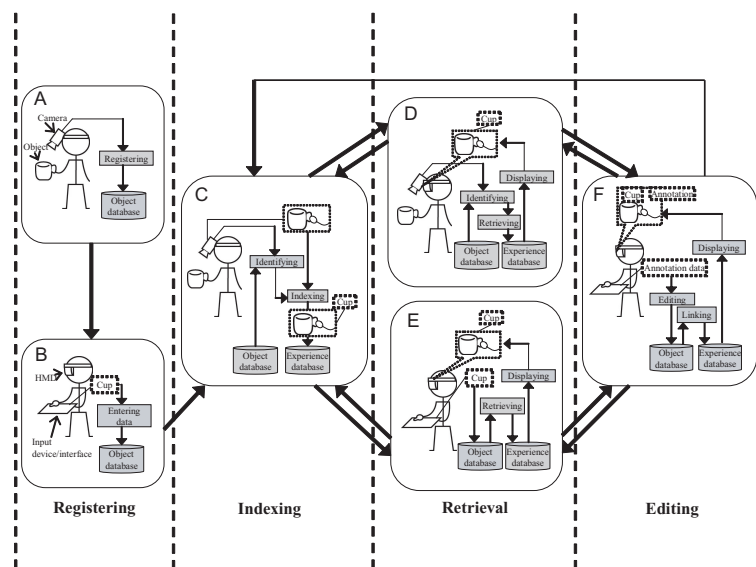 A
Camera
Object
Registering
Object
database
B
HMD
Cup
Entering
data
Input
device/interface
Object
database
C
Identifying
Indexing
Cup
Object
database
Experience
database
D
Cup
Displaying
Identifying
Retrieving
Object
database
Experience
database
E
Cup
Cup
Displaying
Retrieving
Object
database
Experience
database
F
Cup
Annotation
Displaying
Annotation data
Editing
Linking
Object
database
Experience
database
Registering
Indexing
Retrieval
Editing